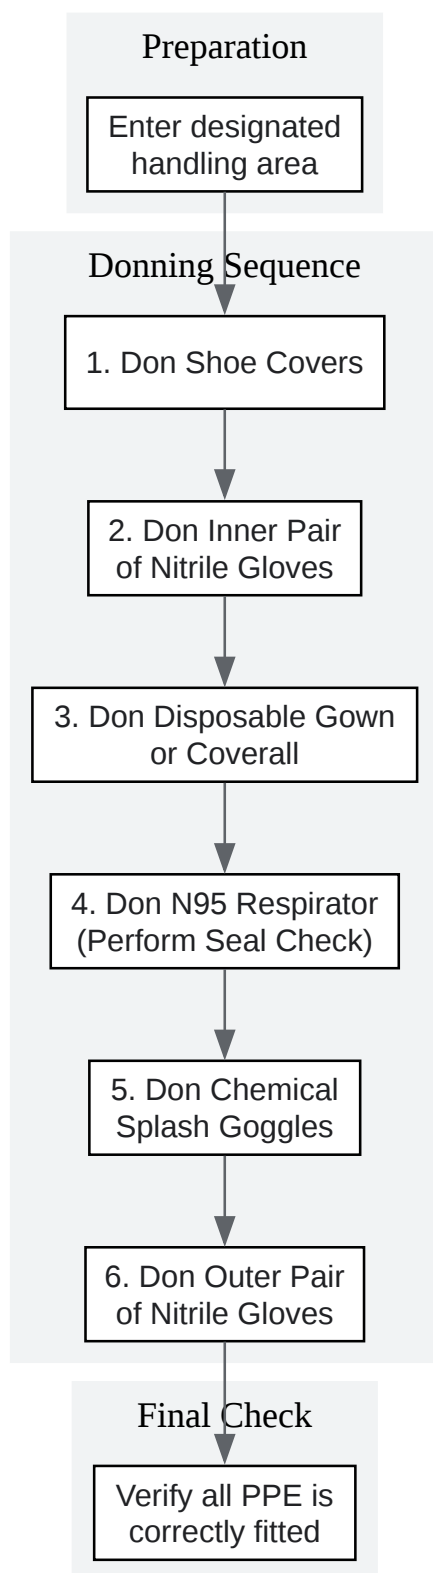 Preparation
Enter designated
handling area
Donning Sequence
1. Don Shoe Covers
2. Don Inner Pair
of Nitrile Gloves
3. Don Disposable Gown
or Coverall
4. Don N95 Respirator
(Perform Seal Check)
5. Don Chemical
Splash Goggles
6. Don Outer Pair
of Nitrile Gloves
Final Check
Verify all PPE is
correctly fitted